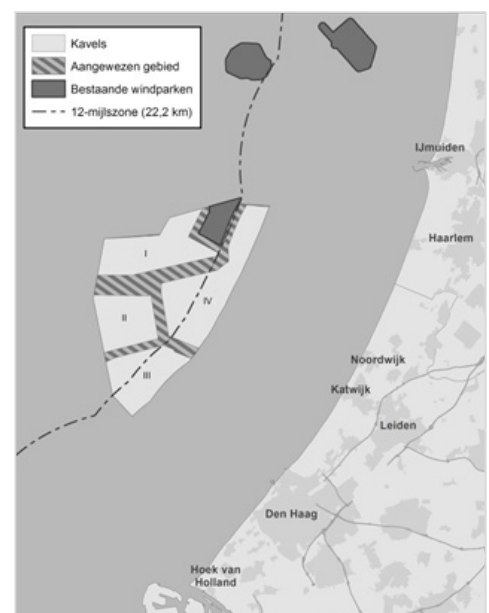 Kavels
Aangewezen gebied
Bestaande windparken
12-mijlszone (22,2 km)
IJmuiden
Haarlem
I
IV
II
III
Noordwijk
Katwijk
Leiden
Den Haag
Hoek van
Holland